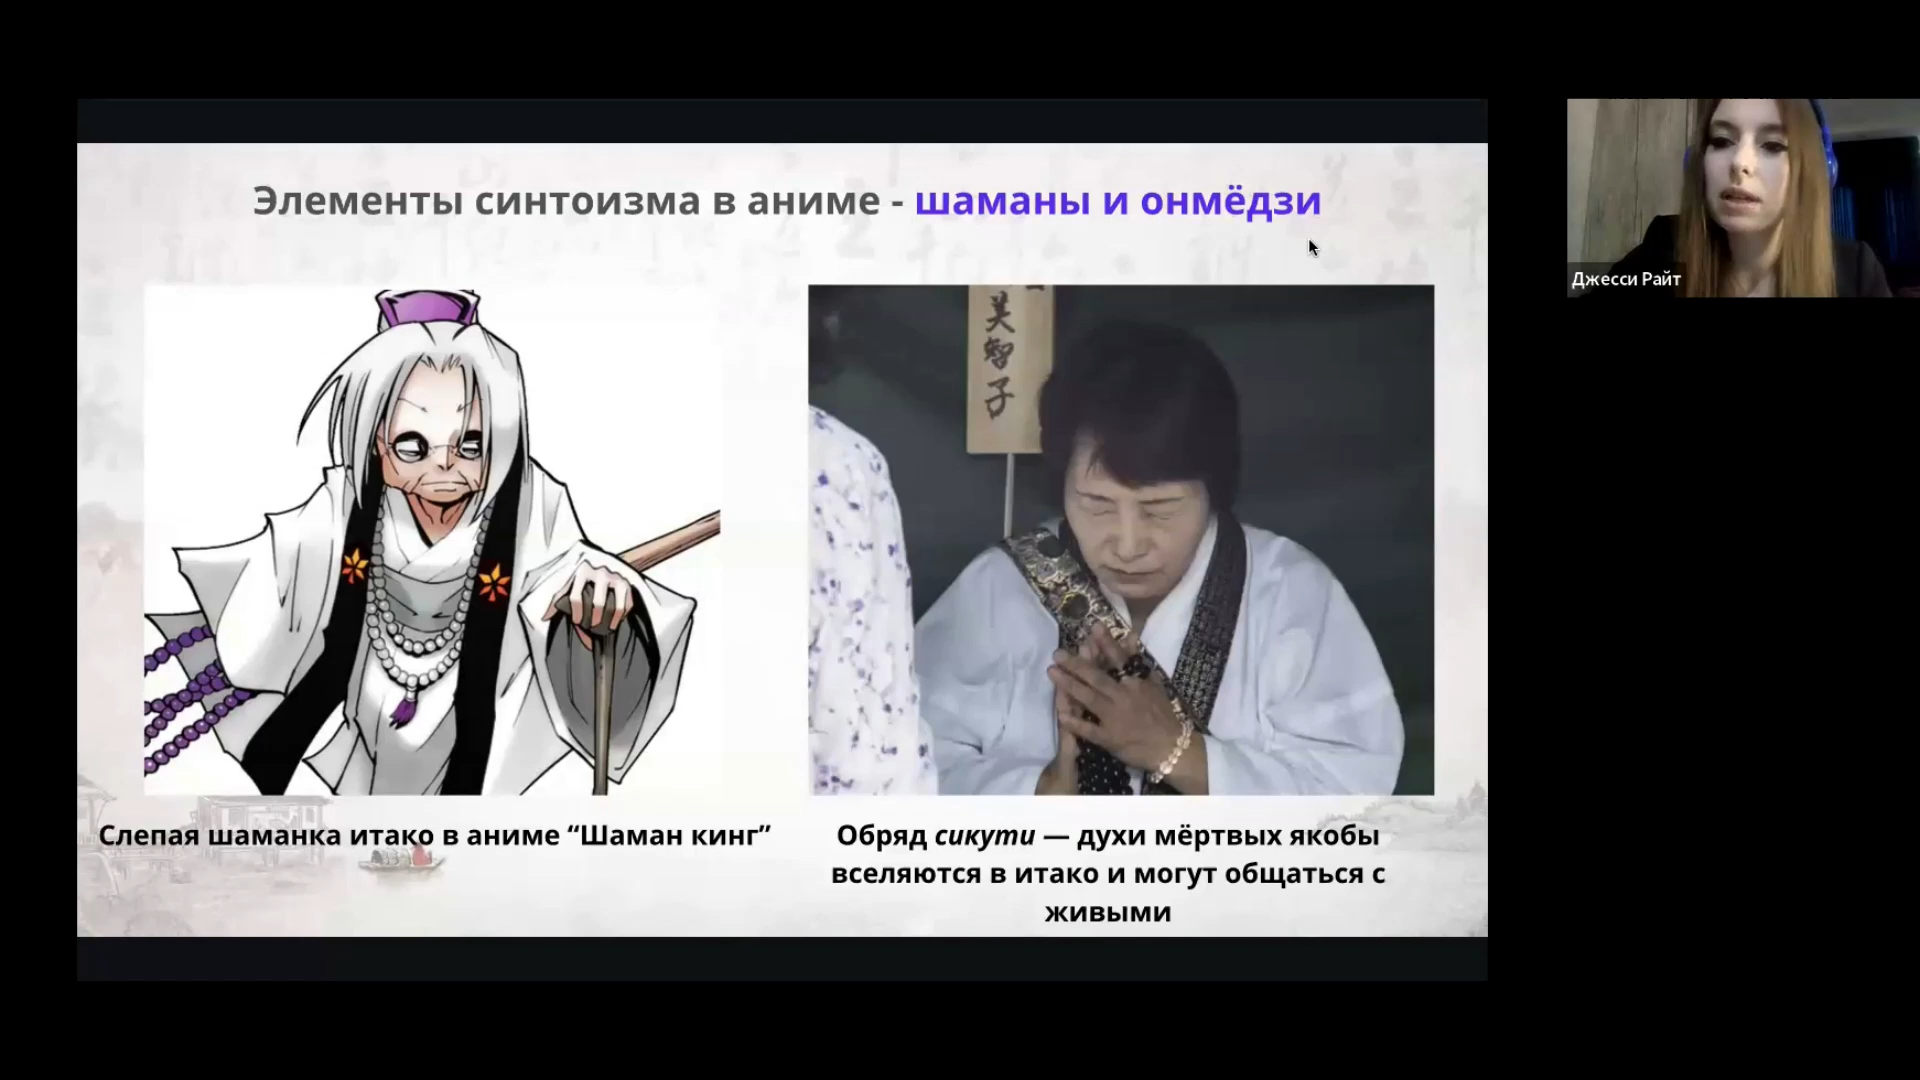 Элементы синтоизма в аниме - шаманы и онмёдзи
Джесси Райт
美智子
Слепая шаманка итако в аниме “Шаман кинг”
Обряд сикути — духи мёртвых якобы
вселяются в итако и могут общаться с
живыми